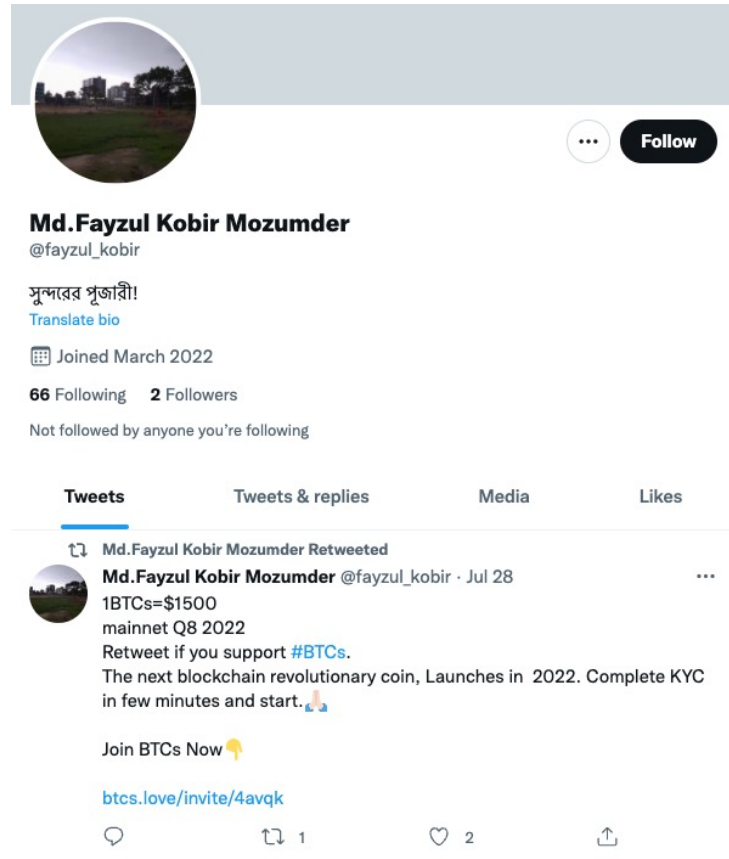 Follow
Md.Fayzul Kobir Mozumder
@fayzul_kobir
সুন্দরের পূজারী!
Translate bio
Joined March 2022
66 Following 2 Followers
Not followed by anyone you're following
Tweets Tweets & replies Media Likes
Md.Fayzul Kobir Mozumder Retweeted
Md.Fayzul Kobir Mozumder @fayzul_kobir · Jul 28
1BTCs=$1500
mainnet Q8 2022
Retweet if you support #BTCs.
The next blockchain revolutionary coin, Launches in 2022. Complete KYC
in few minutes and start.🙏🏻
Join BTCs Now👇
btcs.love/invite/4avqk
1 2